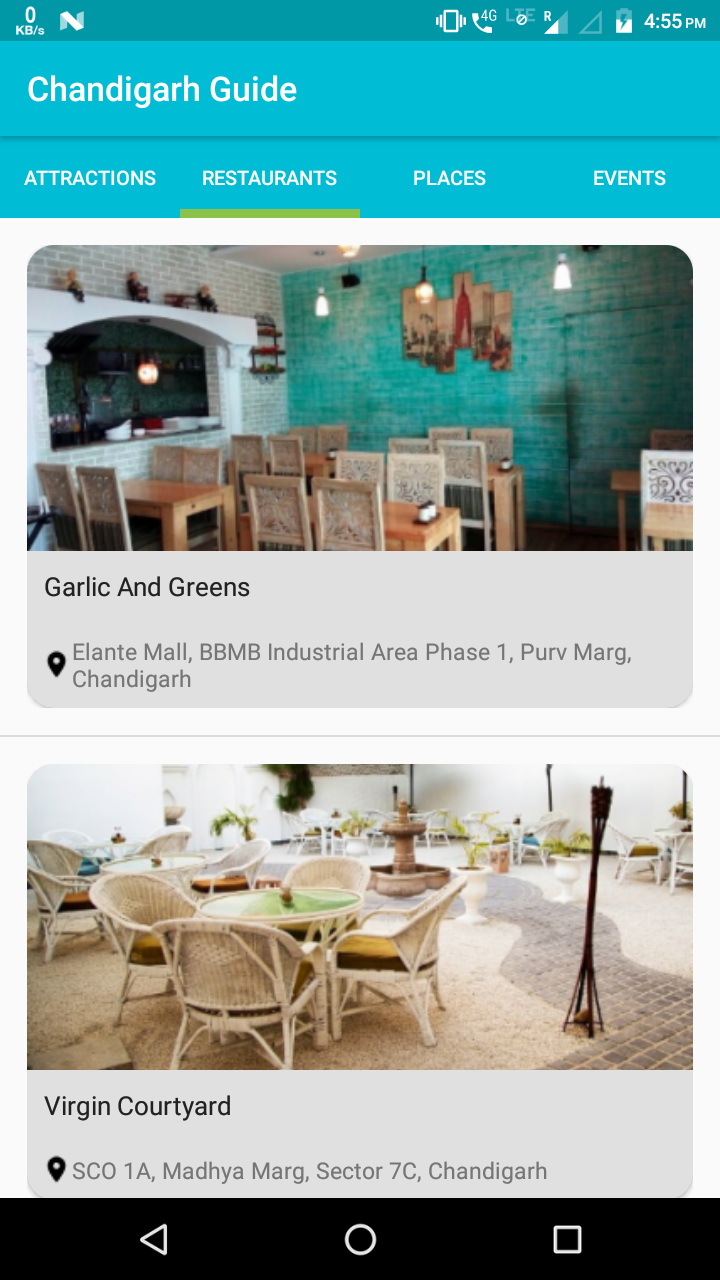 0
KB/s
4G
LTE
R
4:55 PM
Chandigarh Guide
ATTRACTIONS
RESTAURANTS
PLACES
EVENTS
Garlic And Greens
Elante Mall, BBMB Industrial Area Phase 1, Purv Marg,
Chandigarh
Virgin Courtyard
SCO 1A, Madhya Marg, Sector 7C, Chandigarh